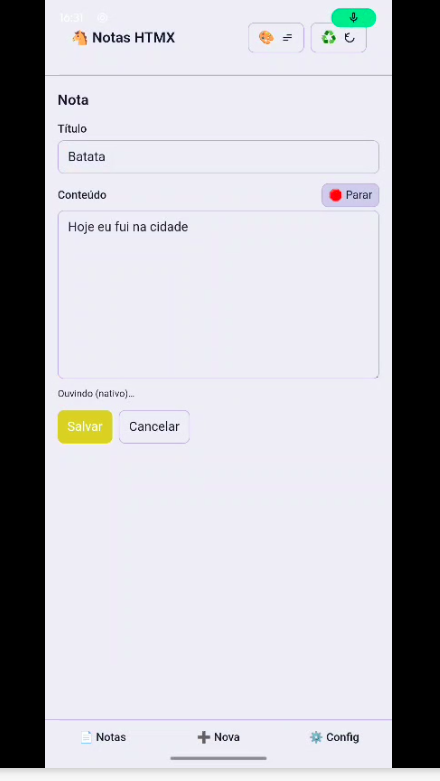 16:31
Notas HTMX
Nota
Título
Batata
Conteúdo
Parar
Hoje eu fui na cidade
Ouvindo (nativo)...
Salvar
Cancelar
Notas
Nova
Config